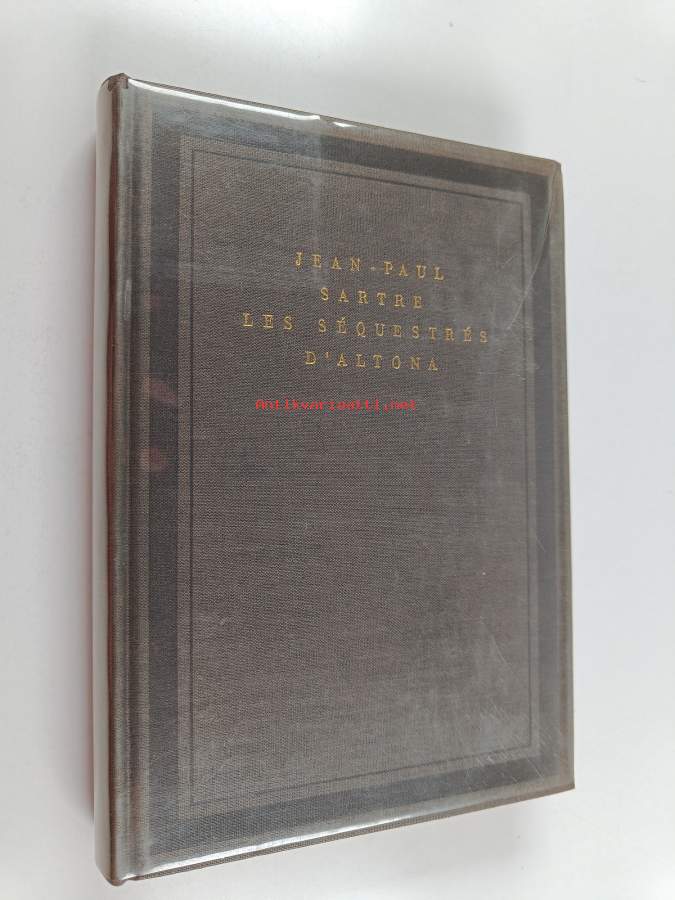 JEAN-PAUL
SARTRE
LES SÉQUESTRÉS
D'ALTONA
Antikvariaatti.net